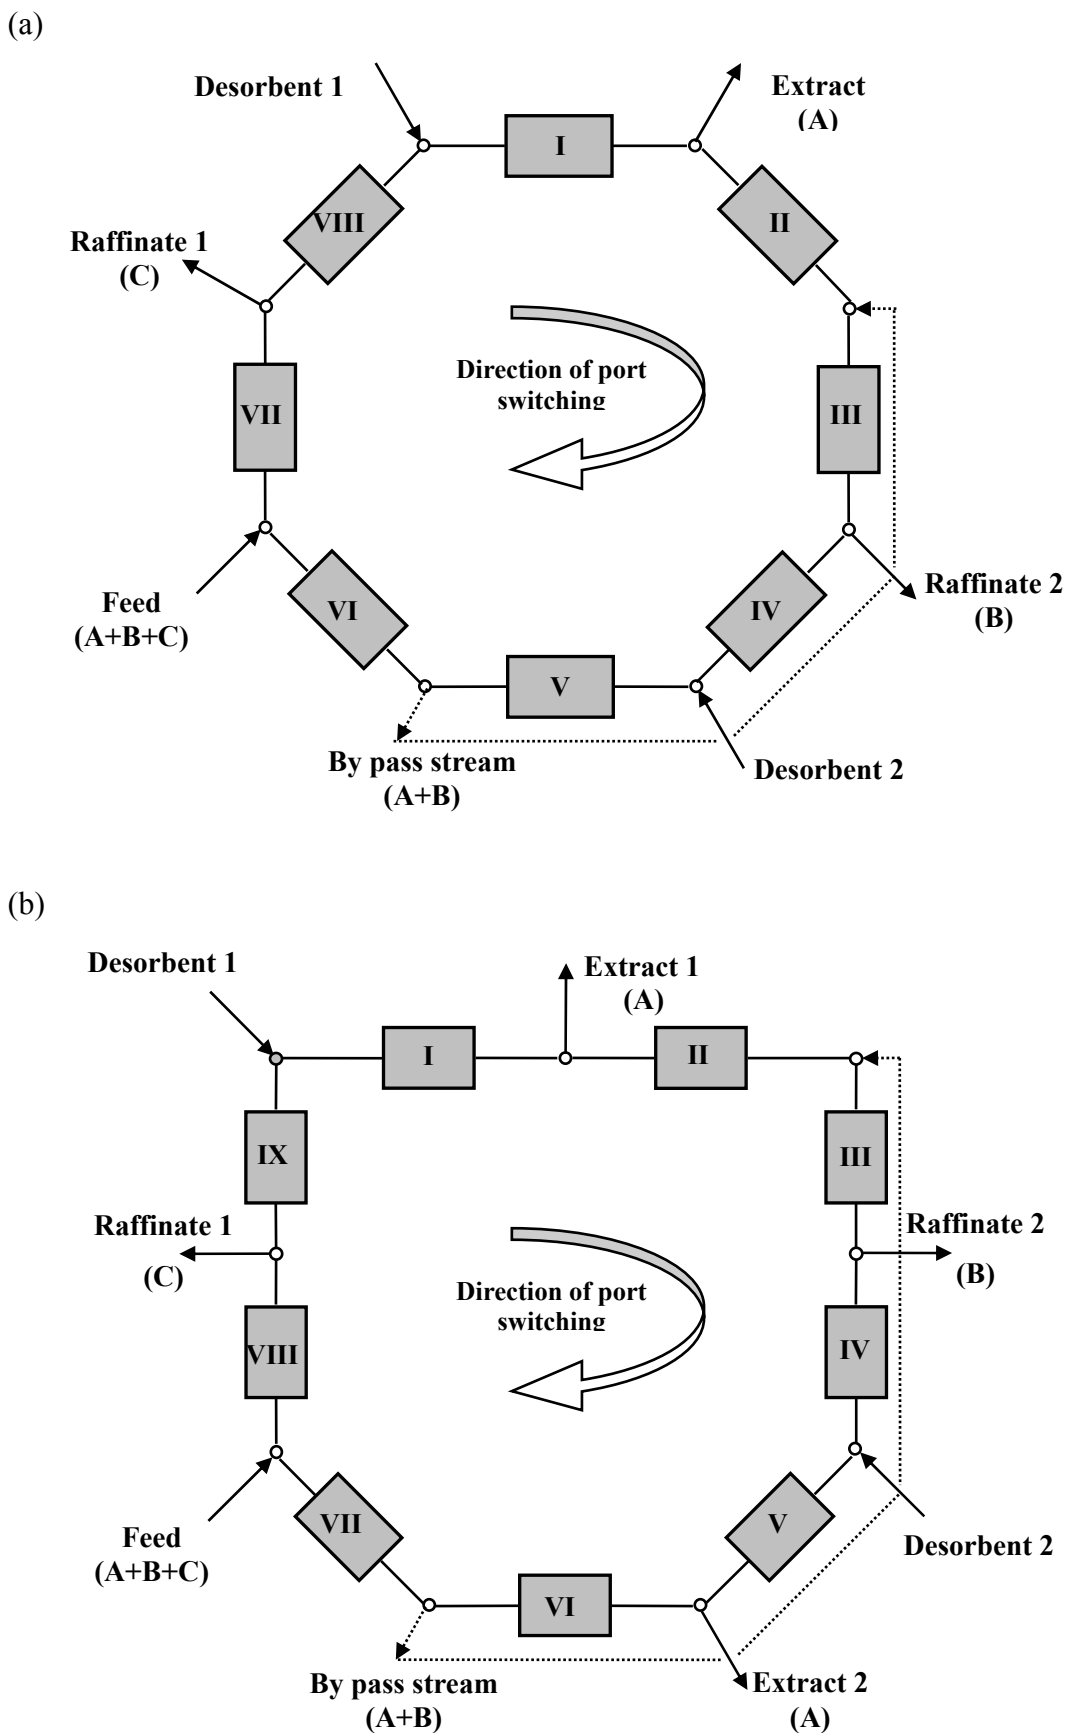 (a)
Desorbent 1
Extract
(A)
I
VIII
II
Raffinate 1
(C)
Direction of port
switching
VII
III
Feed
(A+B+C)
VI
IV
Raffinate 2
(B)
V
By pass stream
(A+B)
Desorbent 2
(b)
Desorbent 1
Extract 1
(A)
I
II
IX
III
Raffinate 1
(C)
Raffinate 2
(B)
Direction of port
switching
VIII
IV
Feed
(A+B+C)
VII
V
Desorbent 2
VI
By pass stream
(A+B)
Extract 2
(A)